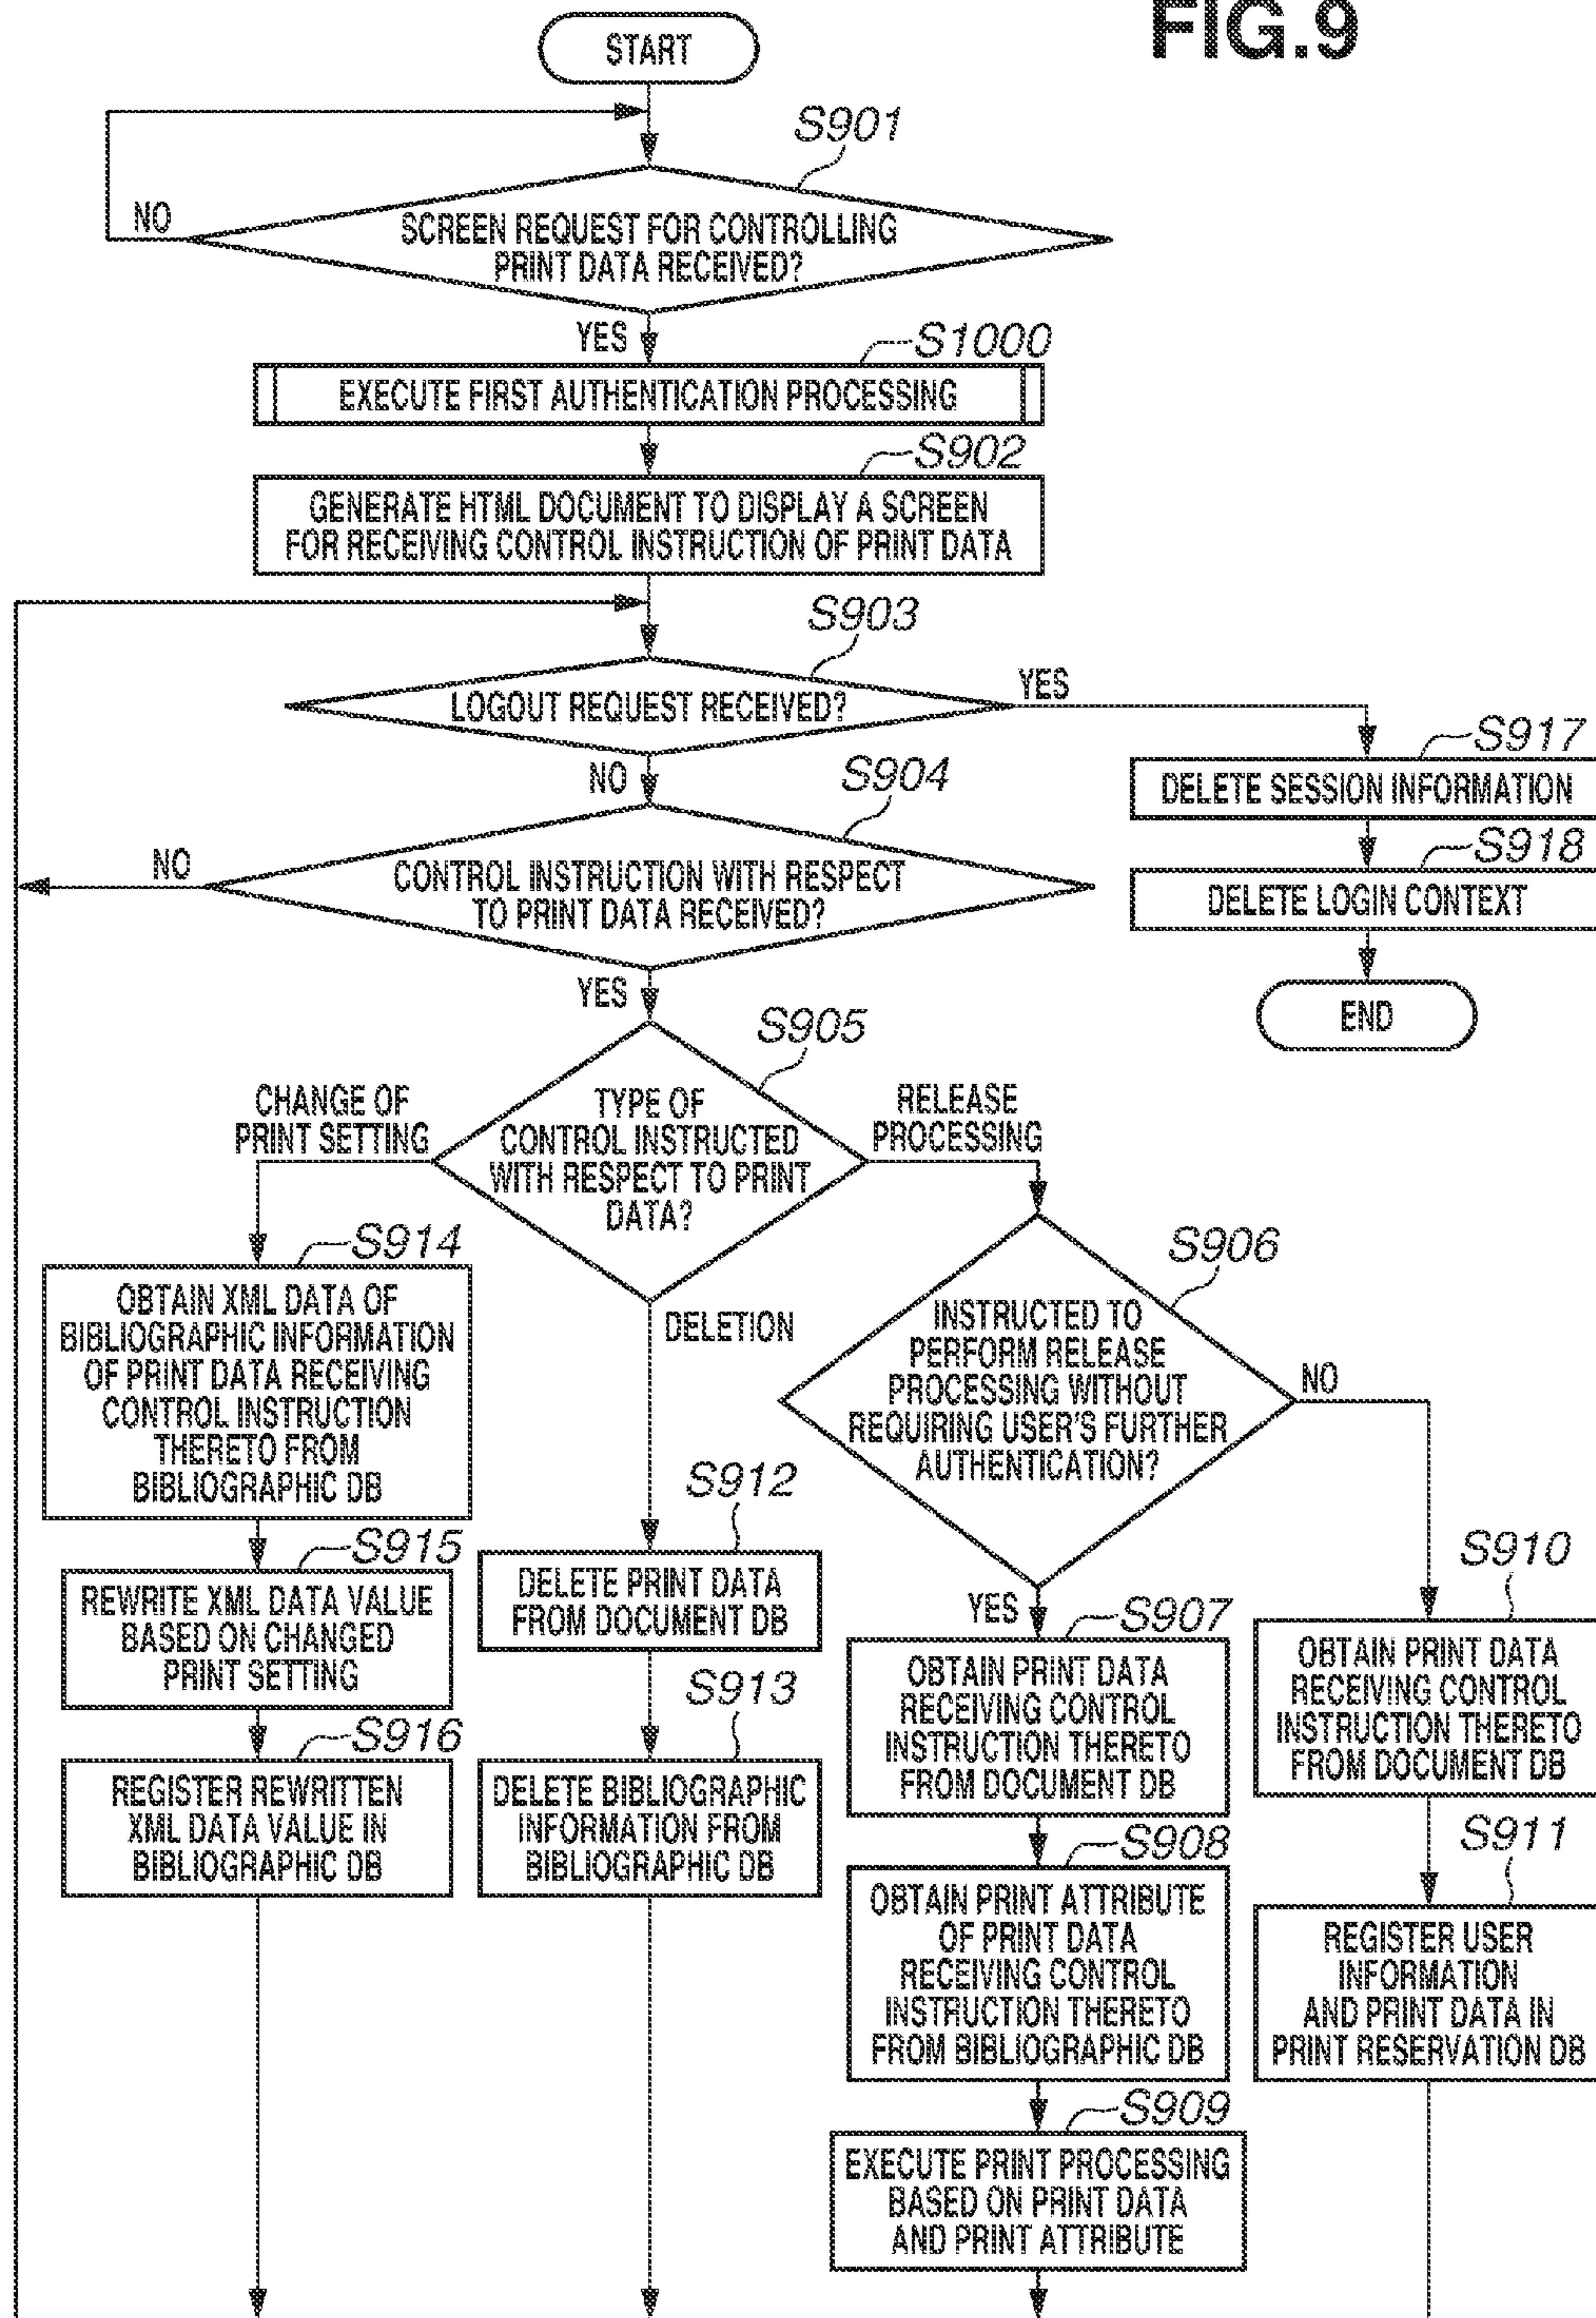 FIG.9
START
S901
NO
SCREEN REQUEST FOR CONTROLLING
PRINT DATA RECEIVED?
YES
S1000
EXECUTE FIRST AUTHENTICATION PROCESSING
S902
GENERATE HTML DOCUMENT TO DISPLAY A SCREEN
FOR RECEIVING CONTROL INSTRUCTION OF PRINT DATA
S903
LOGOUT REQUEST RECEIVED?
YES
S917
DELETE SESSION INFORMATION
NO
S904
S918
DELETE LOGIN CONTEXT
NO
CONTROL INSTRUCTION WITH RESPECT
TO PRINT DATA RECEIVED?
END
YES
S905
CHANGE OF
PRINT SETTING
TYPE OF
CONTROL INSTRUCTED
WITH RESPECT TO PRINT
DATA?
RELEASE
PROCESSING
DELETION
S914
OBTAIN XML DATA OF
BIBLIOGRAPHIC INFORMATION
OF PRINT DATA RECEIVING
CONTROL INSTRUCTION
THERETO FROM
BIBLIOGRAPHIC DB
S906
INSTRUCTED TO
PERFORM RELEASE
PROCESSING WITHOUT
REQUIRING USER'S FURTHER
AUTHENTICATION?
NO
YES
S915
REWRITE XML DATA VALUE
BASED ON CHANGED
PRINT SETTING
S916
REGISTER REWRITTEN
XML DATA VALUE IN
BIBLIOGRAPHIC DB
S912
DELETE PRINT DATA
FROM DOCUMENT DB
S913
DELETE BIBLIOGRAPHIC
INFORMATION FROM
BIBLIOGRAPHIC DB
S907
OBTAIN PRINT DATA
RECEIVING CONTROL
INSTRUCTION THERETO
FROM DOCUMENT DB
S908
OBTAIN PRINT ATTRIBUTE
OF PRINT DATA
RECEIVING CONTROL
INSTRUCTION THERETO
FROM BIBLIOGRAPHIC DB
S909
EXECUTE PRINT PROCESSING
BASED ON PRINT DATA
AND PRINT ATTRIBUTE
S910
OBTAIN PRINT DATA
RECEIVING CONTROL
INSTRUCTION THERETO
FROM DOCUMENT DB
S911
REGISTER USER
INFORMATION
AND PRINT DATA IN
PRINT RESERVATION DB